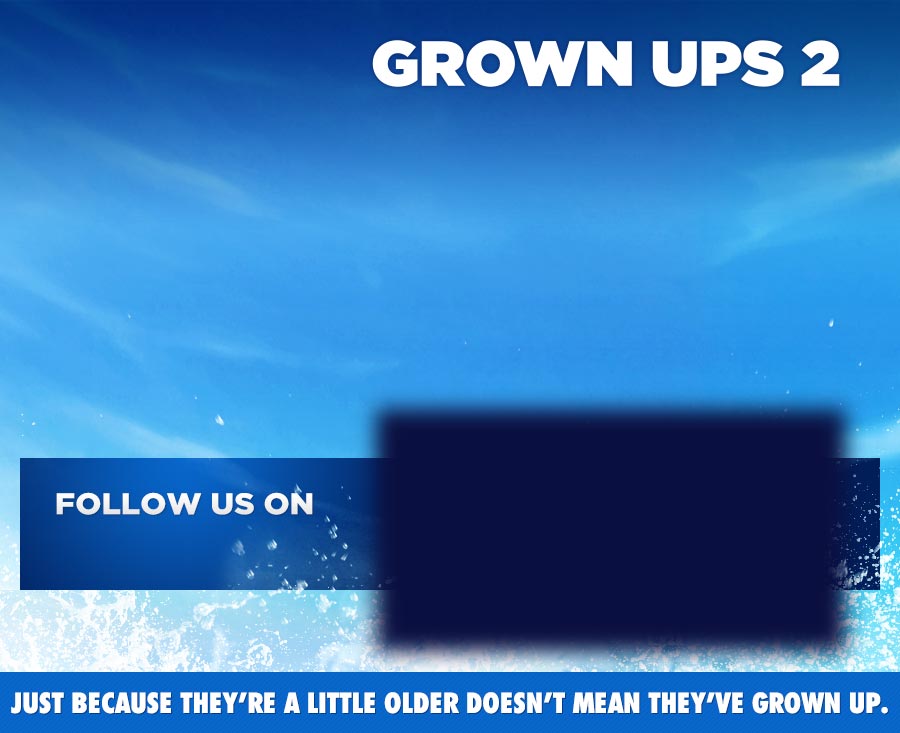 GROWN UPS 2
FOLLOW US ON
JUST BECAUSE THEY'RE A LITTLE OLDER DOESN'T MEAN THEY'VE GROWN UP.